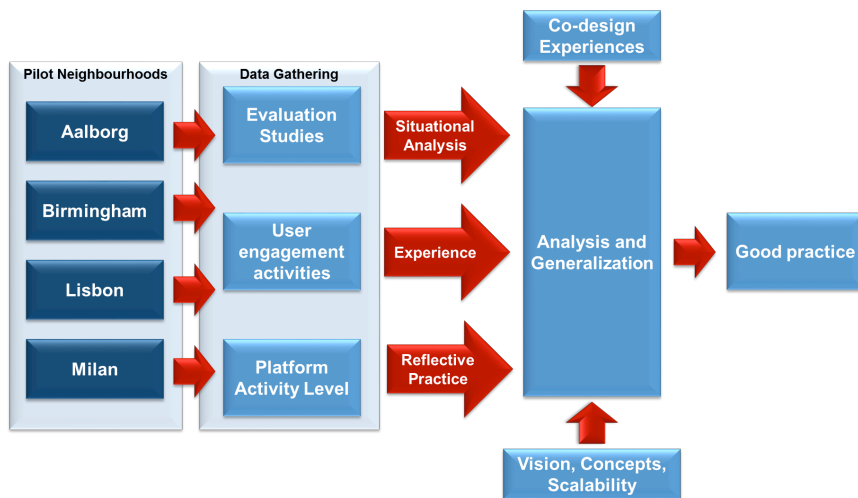 Co-design
Experiences
Pilot Neighbourhoods
Data Gathering
Aalborg
Birmingham
Lisbon
Milan
Evaluation
Studies
User
engagement
activities
Platform
Activity Level
Situational
Analysis
Experience
Reflective
Practice
Analysis and
Generalization
Good practice
Vision, Concepts,
Scalability